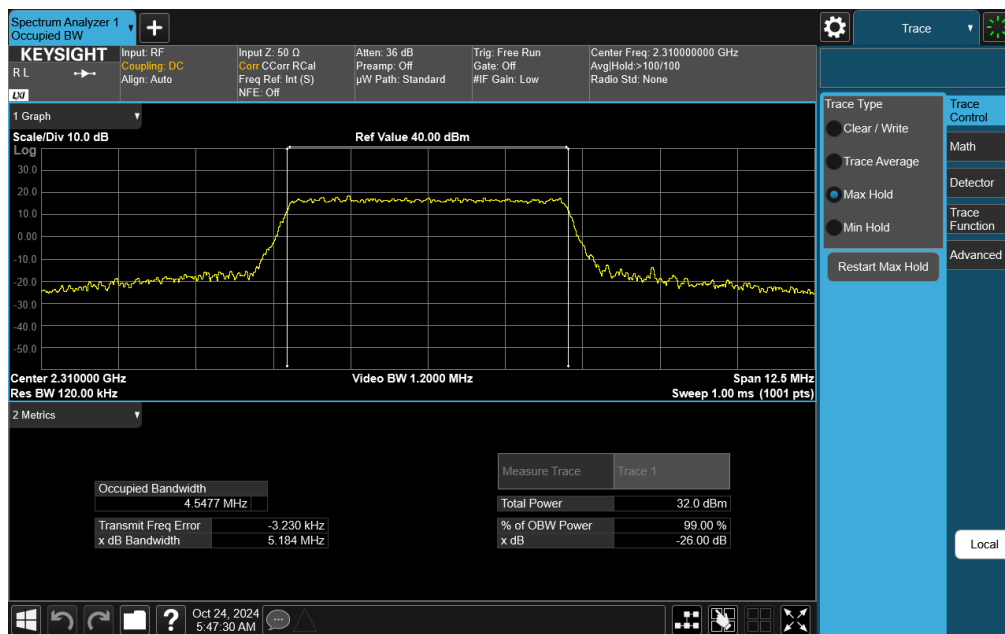 Spectrum Analyzer 1
Occupied BW
▼
+
Trace
▼
KEYSIGHT
R L
LXI
Input: RF
Coupling: DC
Align: Auto
Input Z: 50 Ω
Corr CCorr RCal
Freq Ref: Int (S)
NFE: Off
Atten: 36 dB
Preamp: Off
µW Path: Standard
Trig: Free Run
Gate: Off
#IF Gain: Low
Center Freq: 2.310000000 GHz
Avg|Hold:>100/100
Radio Std: None
1 Graph ▼
Scale/Div 10.0 dB
Ref Value 40.00 dBm
Log
30.0
20.0
10.0
0.00
-10.0
-20.0
-30.0
-40.0
-50.0
Center 2.310000 GHz
Video BW 1.2000 MHz
Span 12.5 MHz
Res BW 120.00 kHz
Sweep 1.00 ms (1001 pts)
2 Metrics ▼
Measure Trace Trace 1
Occupied Bandwidth
4.5477 MHz
Total Power 32.0 dBm
Transmit Freq Error -3.230 kHz
% of OBW Power 99.00 %
x dB Bandwidth 5.184 MHz
x dB -26.00 dB
Trace Type
Clear / Write
Trace Average
Max Hold
Min Hold
Restart Max Hold
Trace
Control
Math
Detector
Trace
Function
Advanced
Local
?
Oct 24, 2024
5:47:30 AM